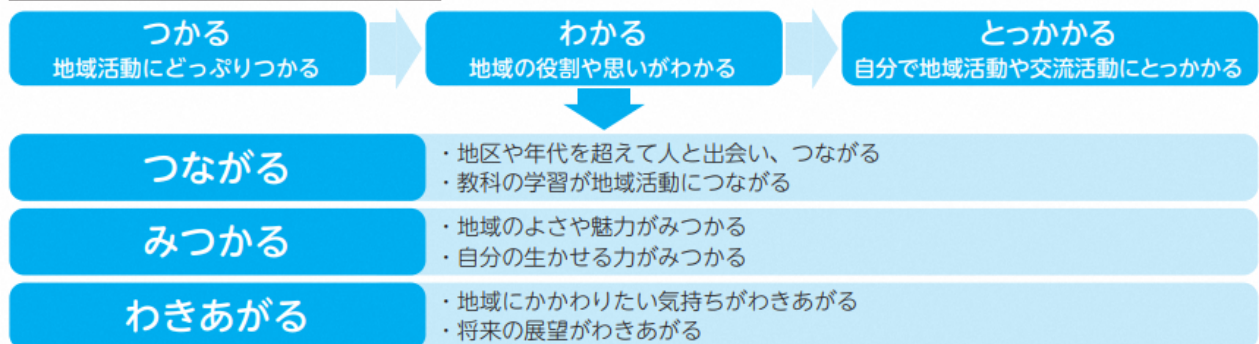 つかる
地域活動にどっぷりつかる
わかる
地域の役割や思いがわかる
とっかかる
自分で地域活動や交流活動にとっかかる
つながる
・地区や年代を超えて人と出会い、つながる
・教科の学習が地域活動につながる
みつかる
・地域のよさや魅力がみつかる
・自分の生かせる力がみつかる
わきあがる
・地域にかかわりたい気持ちがわきあがる
・将来の展望がわきあがる